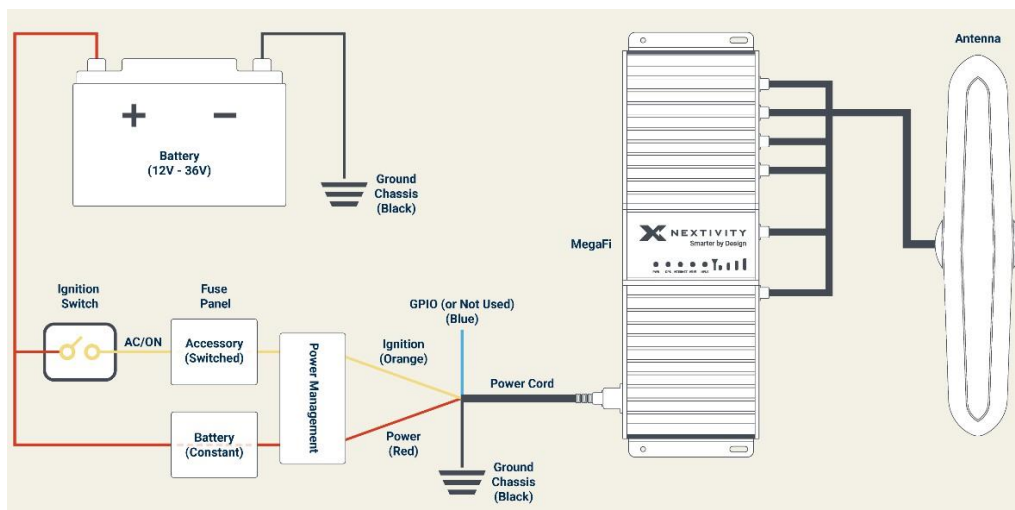 Antenna
+
−
Battery
(12V - 36V)
Ground
Chassis
(Black)
MegaFi
NEXTIVITY
Smarter by Design
Ignition
Switch
Fuse
Panel
GPIO (or Not Used)
(Blue)
AC/ON
Accessory
(Switched)
Ignition
(Orange)
Power Management
Power Cord
Battery
(Constant)
Power
(Red)
Ground
Chassis
(Black)